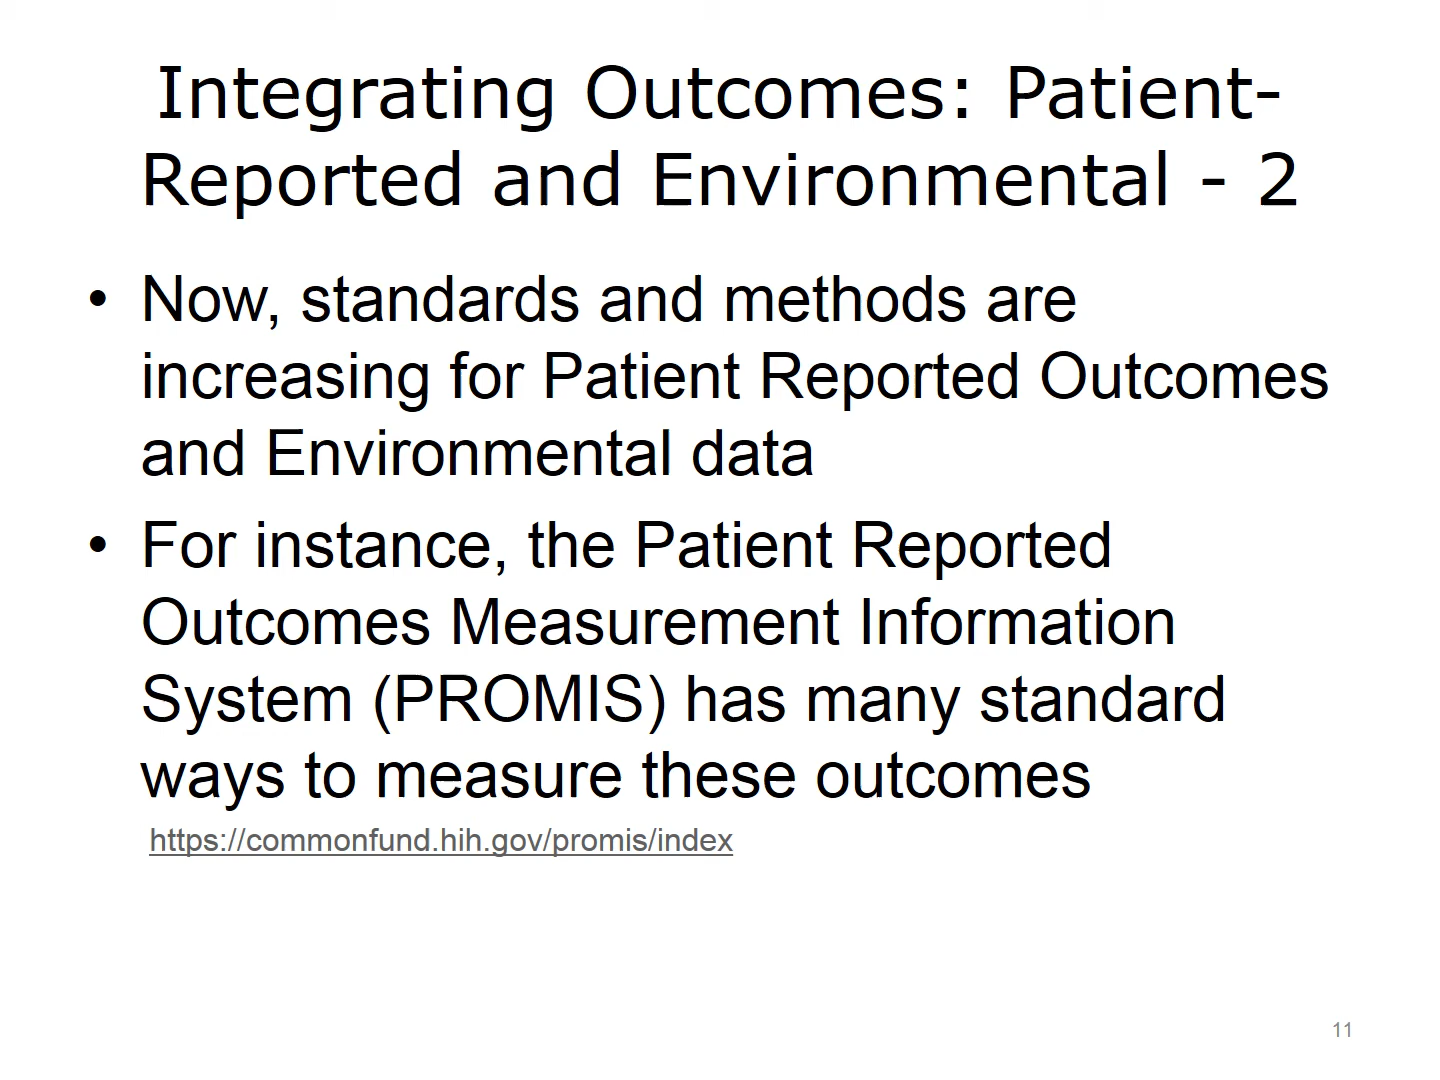 Integrating Outcomes: Patient-
Reported and Environmental - 2
• Now, standards and methods are
increasing for Patient Reported Outcomes
and Environmental data
• For instance, the Patient Reported
Outcomes Measurement Information
System (PROMIS) has many standard
ways to measure these outcomes
https://commonfund.hih.gov/promis/index
11